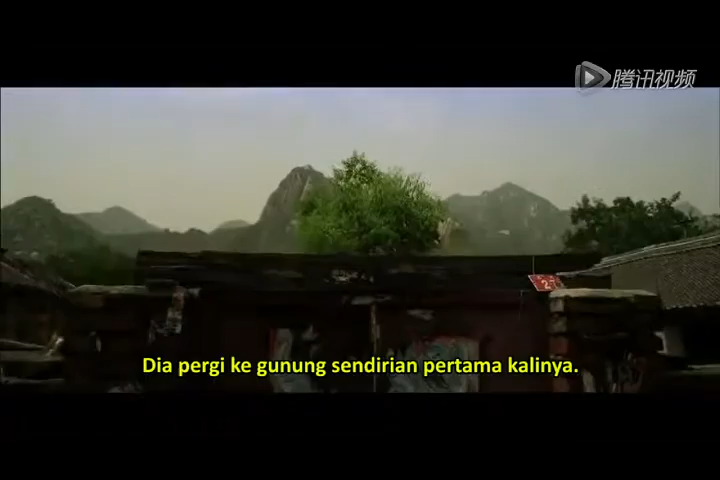 腾讯视频
Dia pergi ke gunung sendirian pertama kalinya.